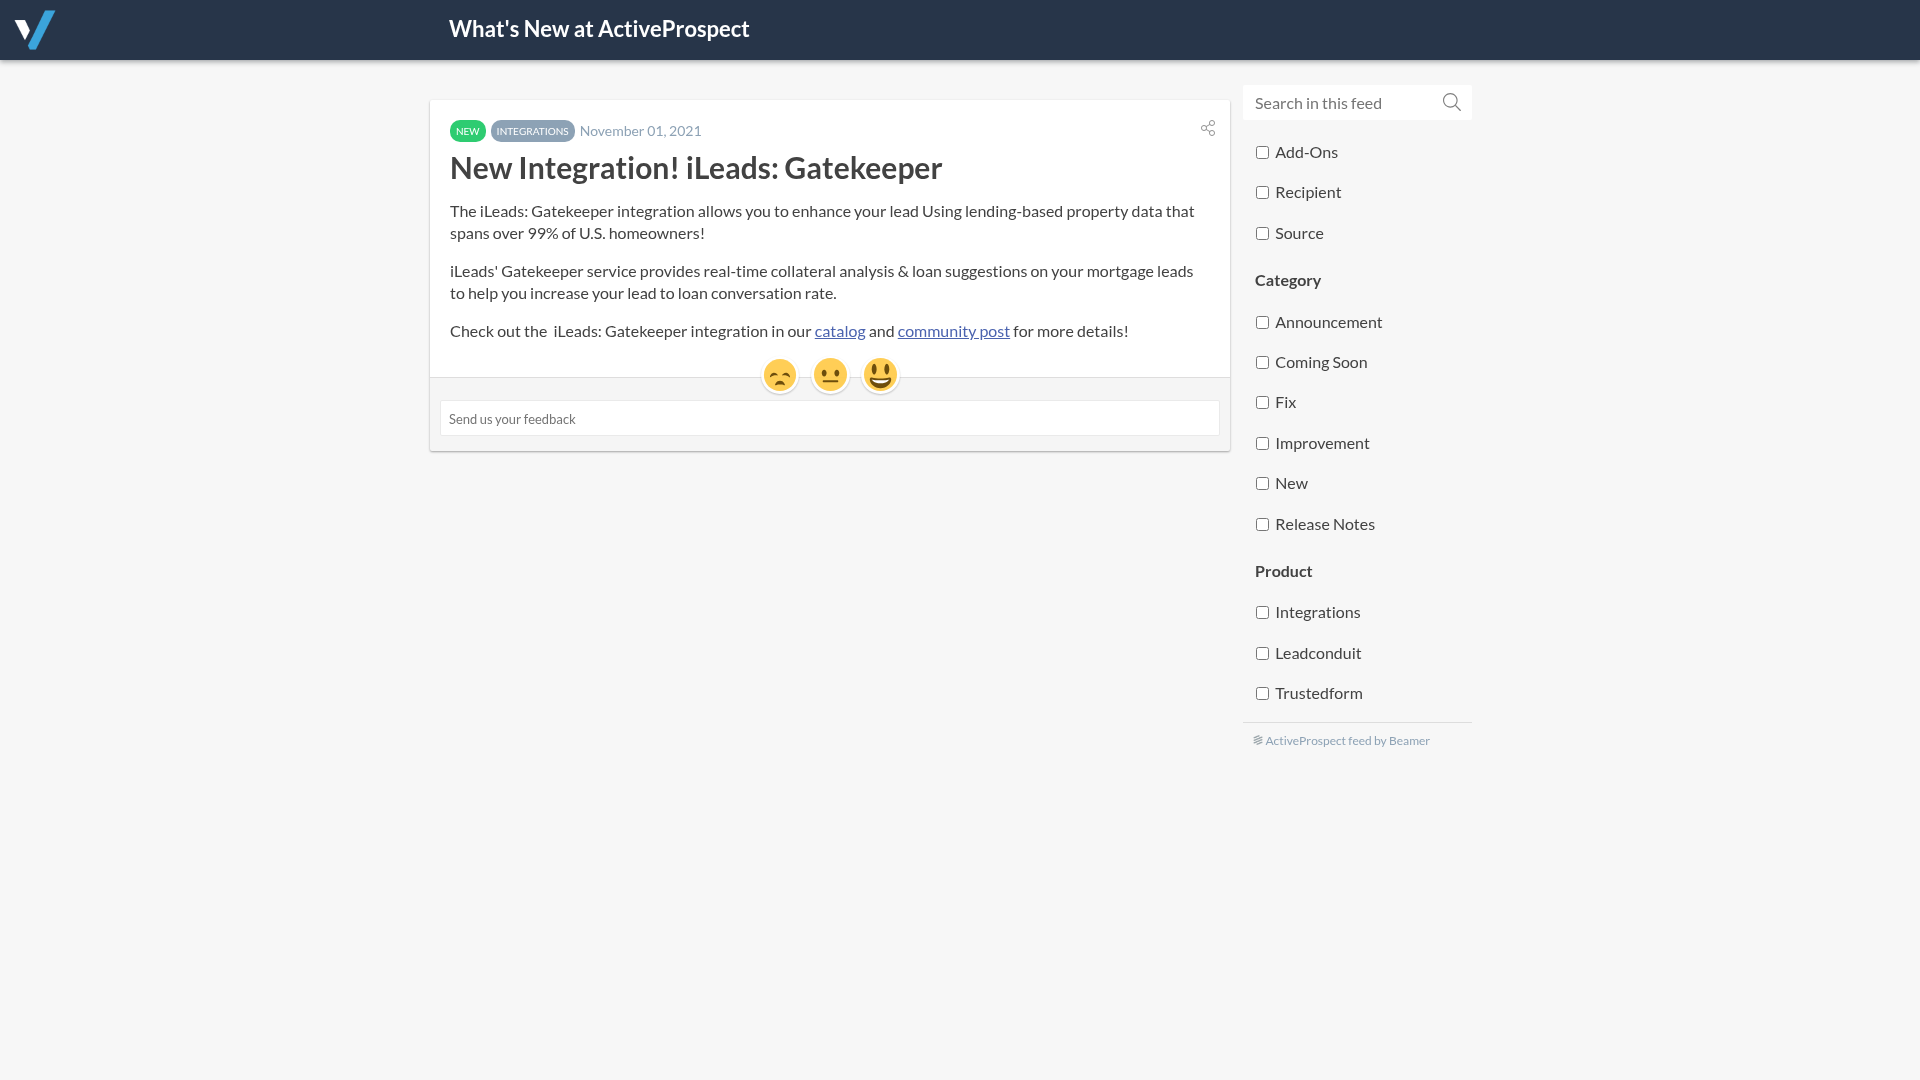 What's New at ActiveProspect
NEW INTEGRATIONS November 01, 2021
New Integration! iLeads: Gatekeeper
The iLeads: Gatekeeper integration allows you to enhance your lead Using lending-based property data that
spans over 99% of U.S. homeowners!
iLeads' Gatekeeper service provides real-time collateral analysis & loan suggestions on your mortgage leads
to help you increase your lead to loan conversation rate.
Check out the  iLeads: Gatekeeper integration in our catalog and community post for more details!
Send us your feedback
Search in this feed
Add-Ons
Recipient
Source
Category
Announcement
Coming Soon
Fix
Improvement
New
Release Notes
Product
Integrations
Leadconduit
Trustedform
ActiveProspect feed by Beamer